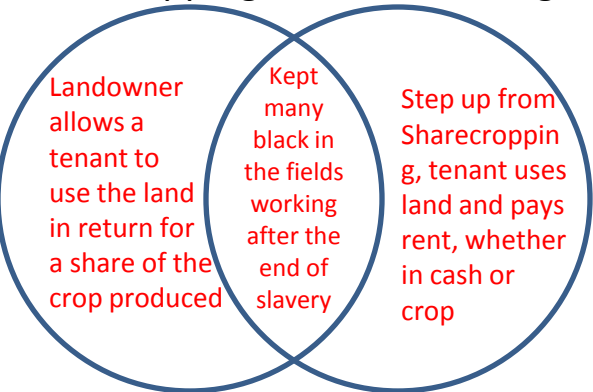 Landowner
allows a
tenant to
use the land
in return for
a share of the
crop produced
Kept
many
black in
the fields
working
after the
end of
slavery
Step up from
Sharecroppin
g, tenant uses
land and pays
rent, whether
in cash or
crop